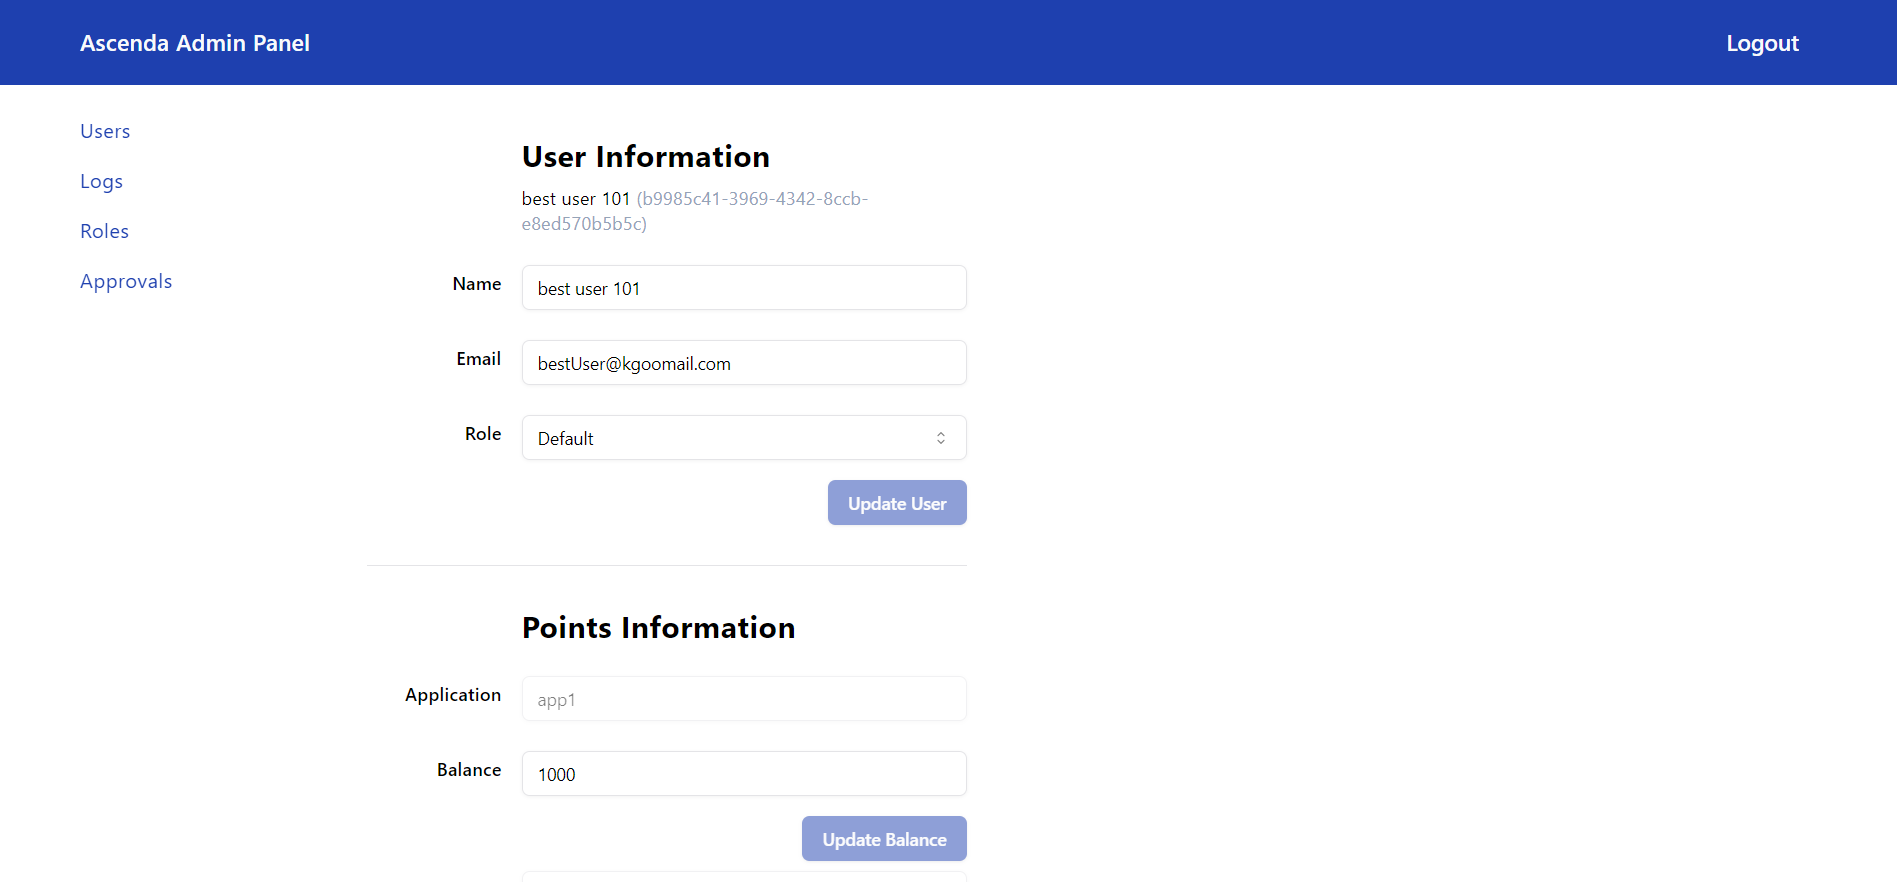 Ascenda Admin Panel
Logout
Users
Logs
Roles
Approvals
User Information
best user 101 (b9985c41-3969-4342-8ccb-
e8ed570b5b5c)
Name
best user 101
Email
bestUser@kgoomail.com
Role
Default
Update User
Points Information
Application
app1
Balance
1000
Update Balance